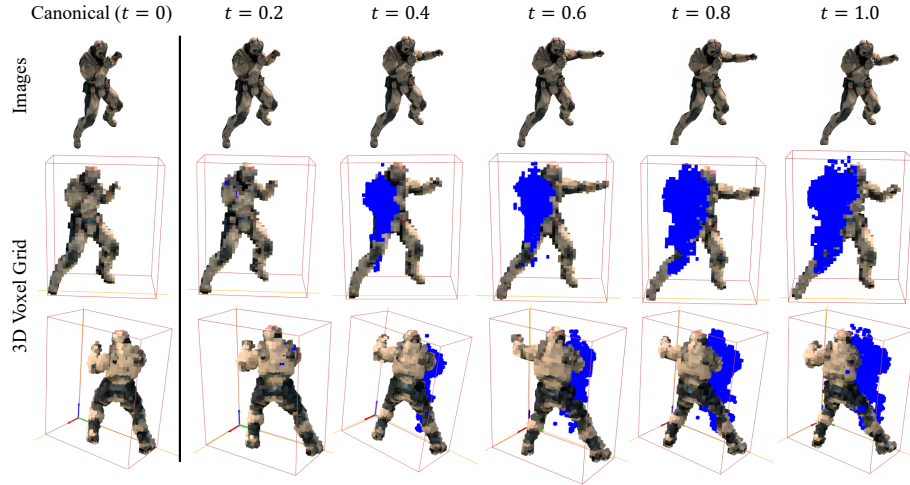 Canonical (t = 0) t = 0.2 t = 0.4 t = 0.6 t = 0.8 t = 1.0
Images
3D Voxel Grid